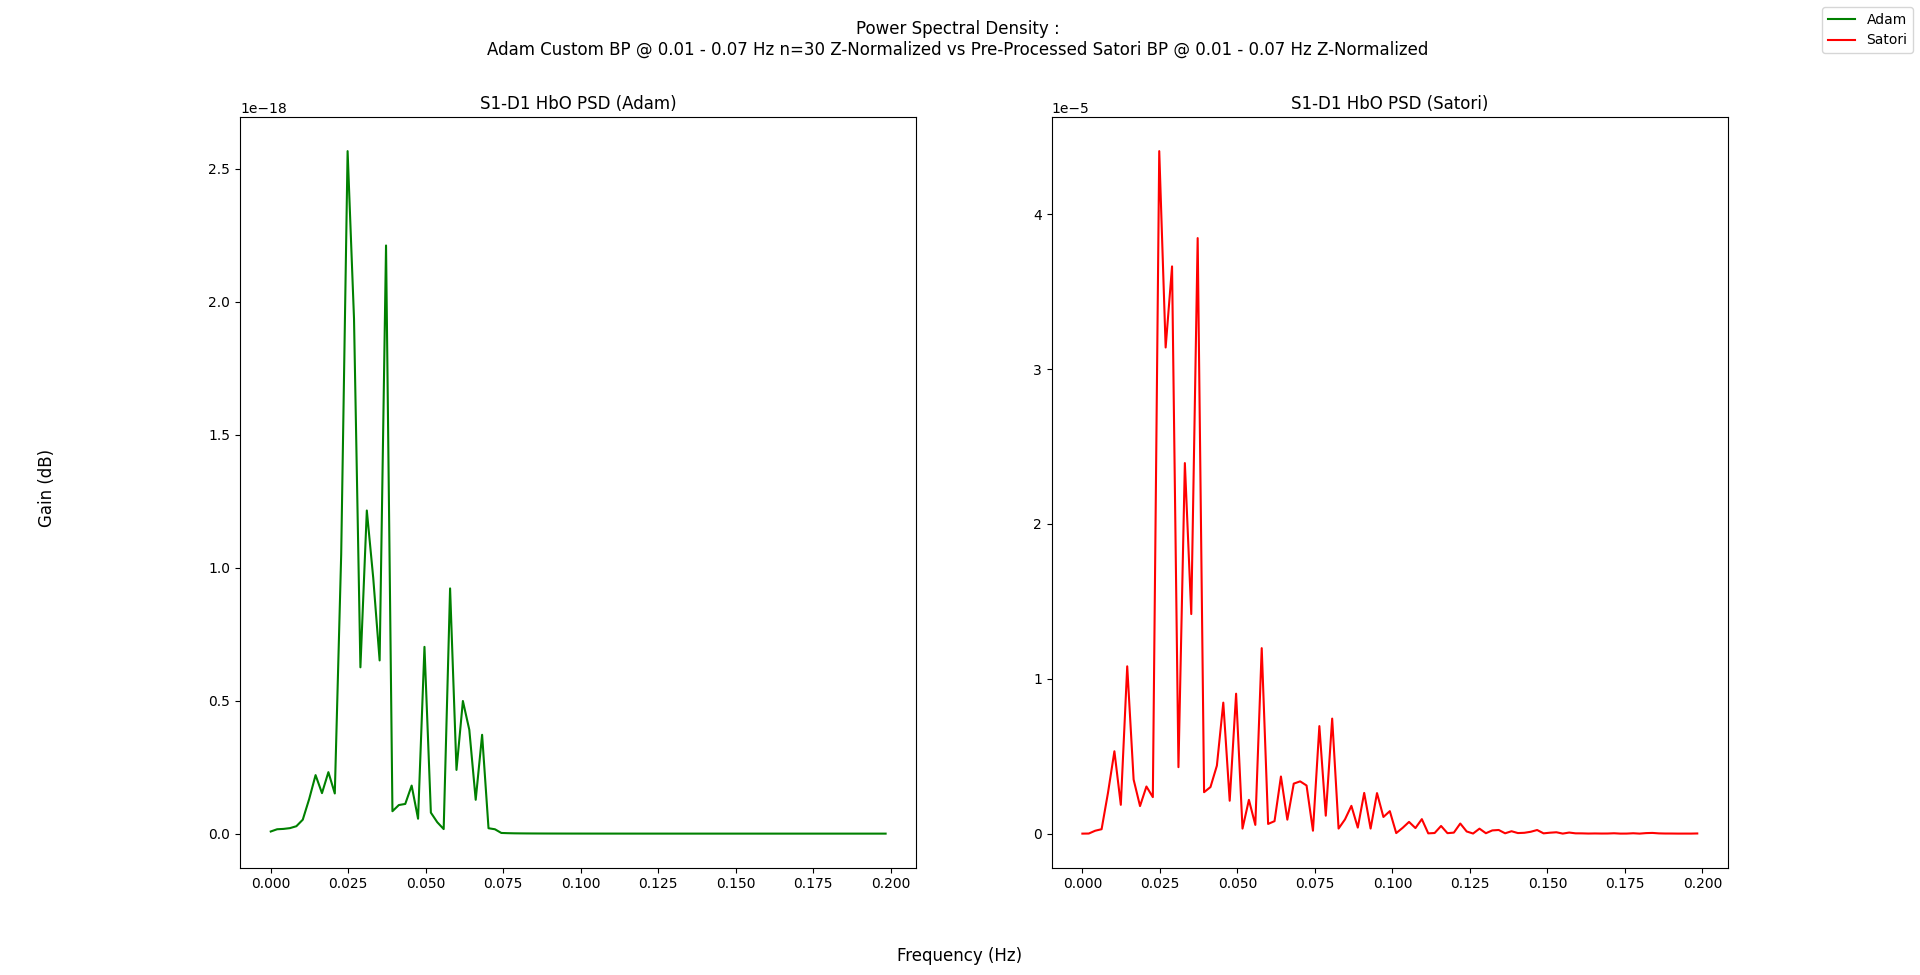 Power Spectral Density :
Adam Custom BP @ 0.01 - 0.07 Hz n=30 Z-Normalized vs Pre-Processed Satori BP @ 0.01 - 0.07 Hz Z-Normalized
Adam
Satori
S1-D1 HbO PSD (Adam)
1e−18
2.5
2.0
1.5
1.0
0.5
0.0
0.000 0.025 0.050 0.075 0.100 0.125 0.150 0.175 0.200
S1-D1 HbO PSD (Satori)
1e−5
4
3
2
1
0
0.000 0.025 0.050 0.075 0.100 0.125 0.150 0.175 0.200
Gain (dB)
Frequency (Hz)